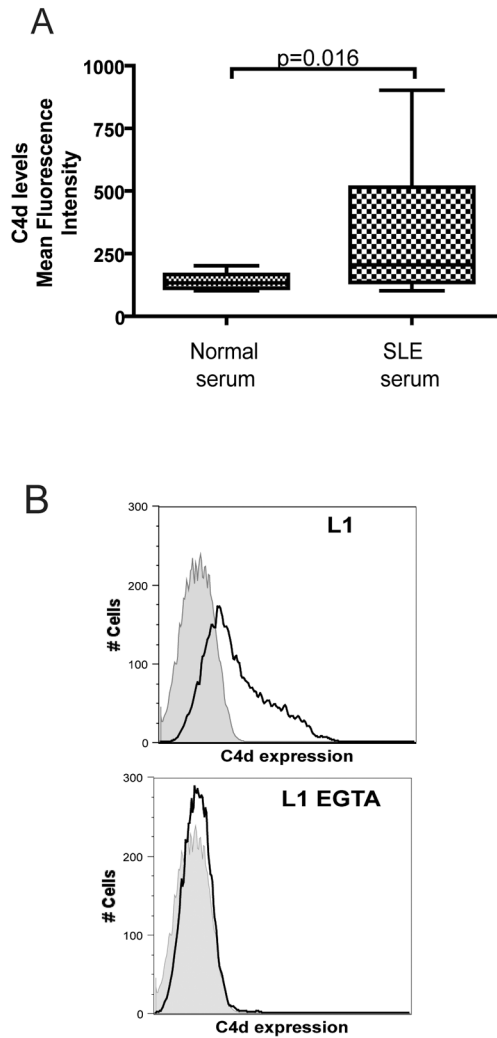 A
p=0.016
1000
750
500
250
0
C4d levels
Mean Fluorescence
Intensity
Normal
serum
SLE
serum
B
L1
300
200
100
0
# Cells
C4d expression
L1 EGTA
300
200
100
0
# Cells
C4d expression